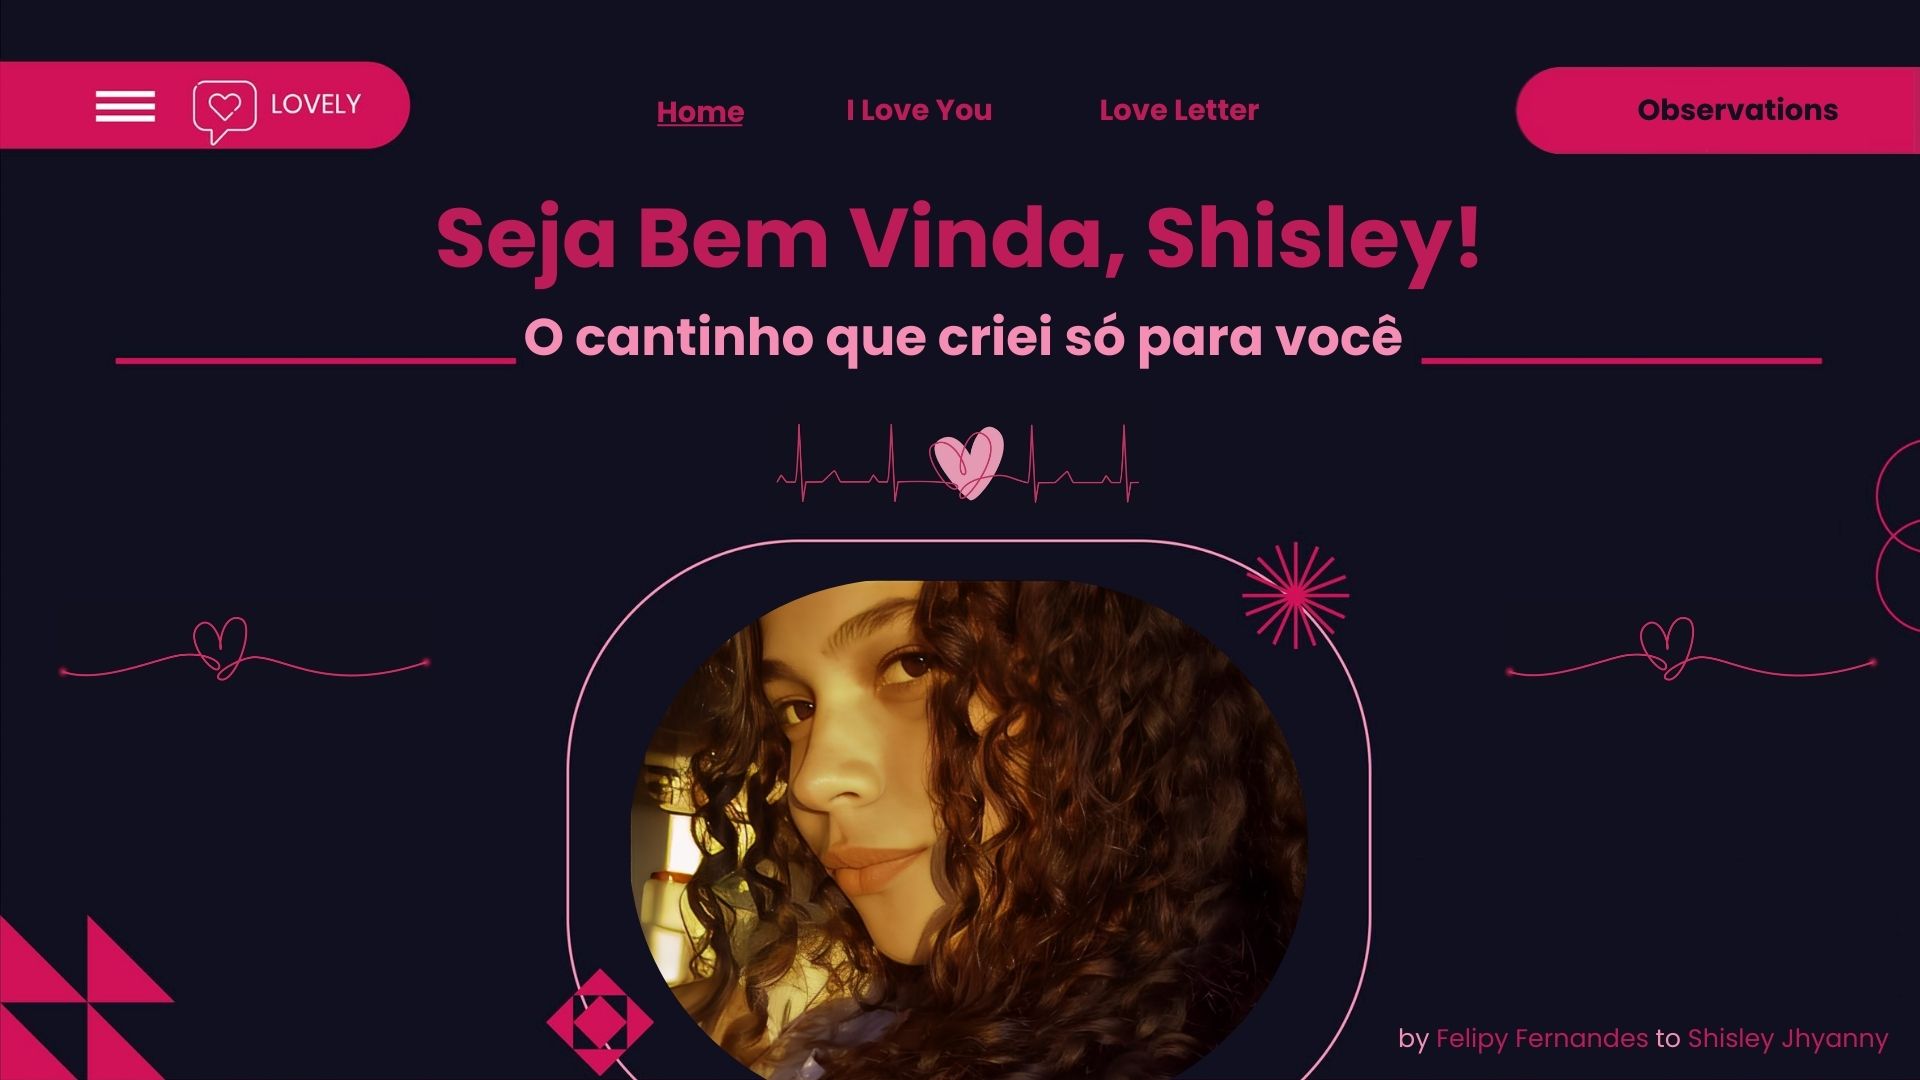 LOVELY
Home
I Love You
Love Letter
Observations
Seja Bem Vinda, Shisley!
O cantinho que criei só para você
by Felipy Fernandes to Shisley Jhyanny